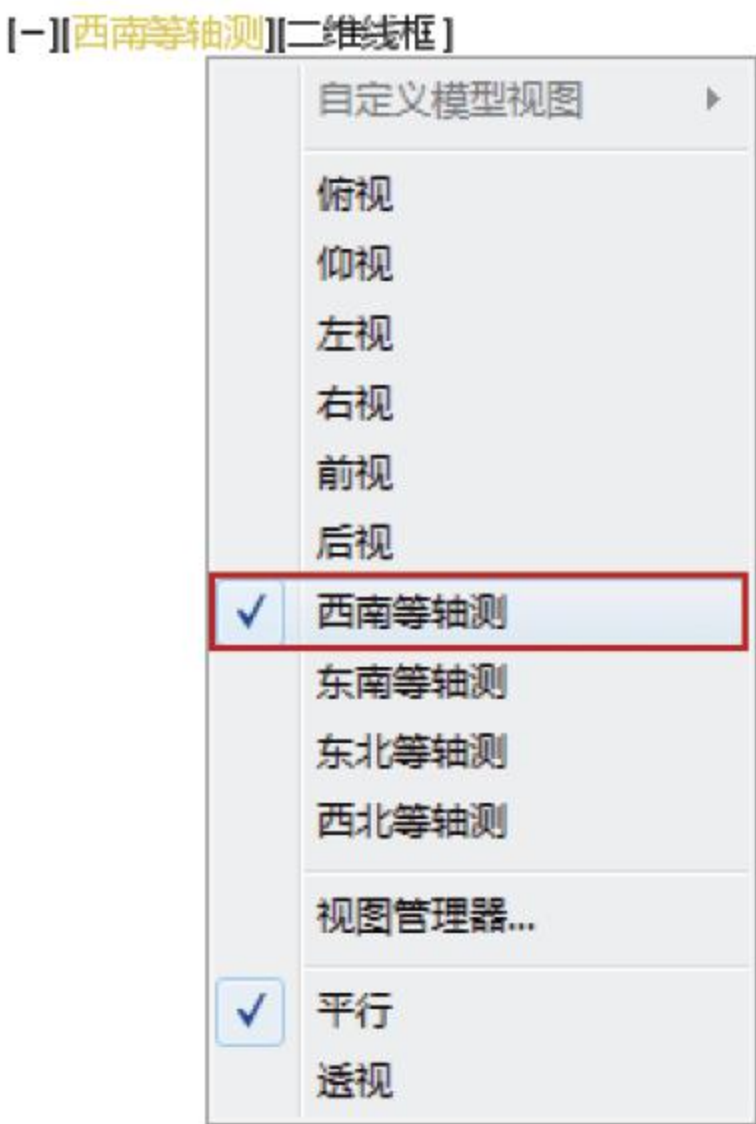 [−][西南等轴测][二维线框]
自定义模型视图
俯视
仰视
左视
右视
前视
后视
西南等轴测
东南等轴测
东北等轴测
西北等轴测
视图管理器...
平行
透视